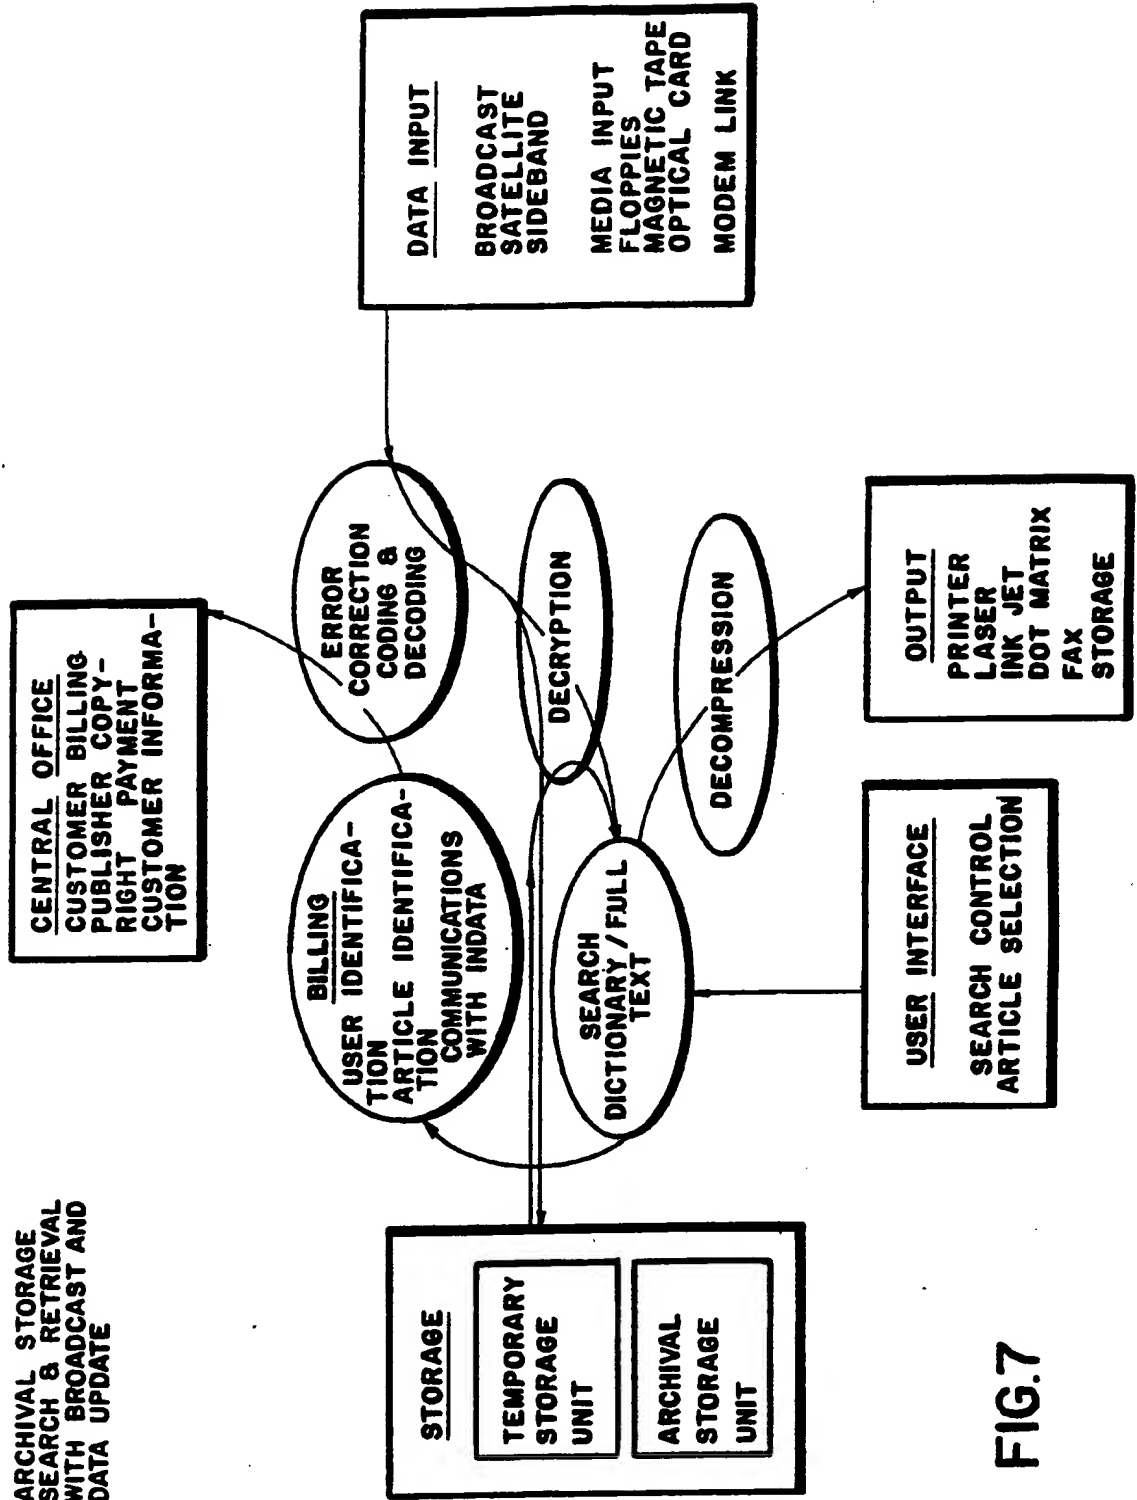 ARCHIVAL STORAGE
SEARCH & RETRIEVAL
WITH BROADCAST AND
DATA UPDATE
CENTRAL OFFICE
CUSTOMER BILLING
PUBLISHER COPY-
RIGHT PAYMENT
CUSTOMER INFORMA-
TION
STORAGE
TEMPORARY
STORAGE
UNIT
ARCHIVAL
STORAGE
UNIT
BILLING
USER IDENTIFICA-
TION
ARTICLE IDENTIFICA-
TION
COMMUNICATIONS
WITH INDATA
ERROR
CORRECTION
CODING &
DECODING
DATA INPUT
BROADCAST
SATELLITE
SIDEBAND
MEDIA INPUT
FLOPPIES
MAGNETIC TAPE
OPTICAL CARD
MODEM LINK
DECRYPTION
SEARCH
DICTIONARY/FULL
TEXT
DECOMPRESSION
USER INTERFACE
SEARCH CONTROL
ARTICLE SELECTION
OUTPUT
PRINTER
LASER
INK JET
DOT MATRIX
FAX
STORAGE
FIG.7